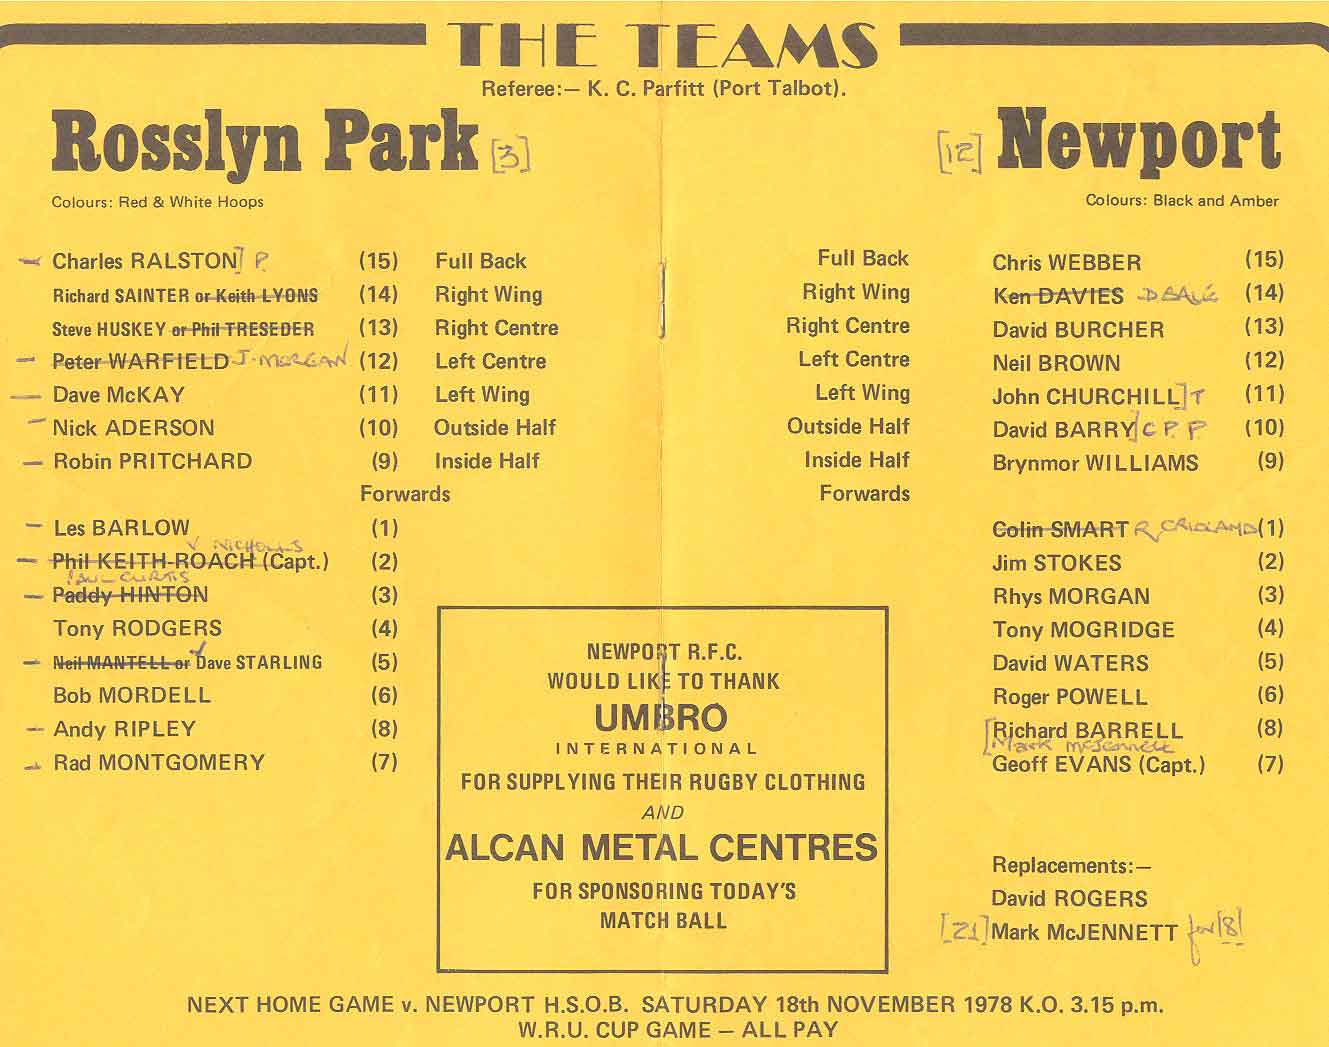 THE TEAMS
Referee:— K. C. Parfitt (Port Talbot).
Rosslyn Park [3]
Colours: Red & White Hoops
— Charles RALSTON] P. (15) Full Back
Richard SAINTER or Keith LYONS (14) Right Wing
Steve HUSKEY or Phil TRESEDER (13) Right Centre
— Peter WARFIELD J. MORGAN (12) Left Centre
— Dave McKAY (11) Left Wing
— Nick ADERSON (10) Outside Half
— Robin PRITCHARD (9) Inside Half
Forwards
— Les BARLOW (1)
V NICHOLLS
— Phil KEITH-ROACH (Capt.) (2)
PAUL CURTIS
— Paddy HINTON (3)
Tony RODGERS (4)
— Neil MANTELL or Dave STARLING (5)
Bob MORDELL (6)
— Andy RIPLEY (8)
— Rad MONTGOMERY (7)
[12] Newport
Colours: Black and Amber
Full Back Chris WEBBER (15)
Right Wing Ken DAVIES (14)
Right Centre David BURCHER (13)
Left Centre Neil BROWN (12)
Left Wing John CHURCHILL] T (11)
Outside Half David BARRY] C P. P (10)
Inside Half Brynmor WILLIAMS (9)
Forwards
Colin SMART R CRIDLAND (1)
Jim STOKES (2)
Rhys MORGAN (3)
Tony MOGRIDGE (4)
David WATERS (5)
Roger POWELL (6)
[Richard BARRELL (8)
Mark McJENNETT
Geoff EVANS (Capt.) (7)
Replacements:—
David ROGERS
[21] Mark McJENNETT for [8]
NEWPORT R.F.C.
WOULD LIKE TO THANK
UMBRO
INTERNATIONAL
FOR SUPPLYING THEIR RUGBY CLOTHING
AND
ALCAN METAL CENTRES
FOR SPONSORING TODAY'S
MATCH BALL
NEXT HOME GAME v. NEWPORT H.S.O.B. SATURDAY 18th NOVEMBER 1978 K.O. 3.15 p.m.
W.R.U. CUP GAME — ALL PAY